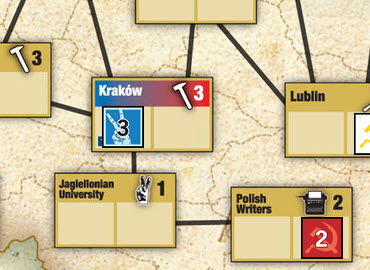 3
Kraków
3
3
Lublin
Jagiellonian
University
1
Polish
Writers
2
2